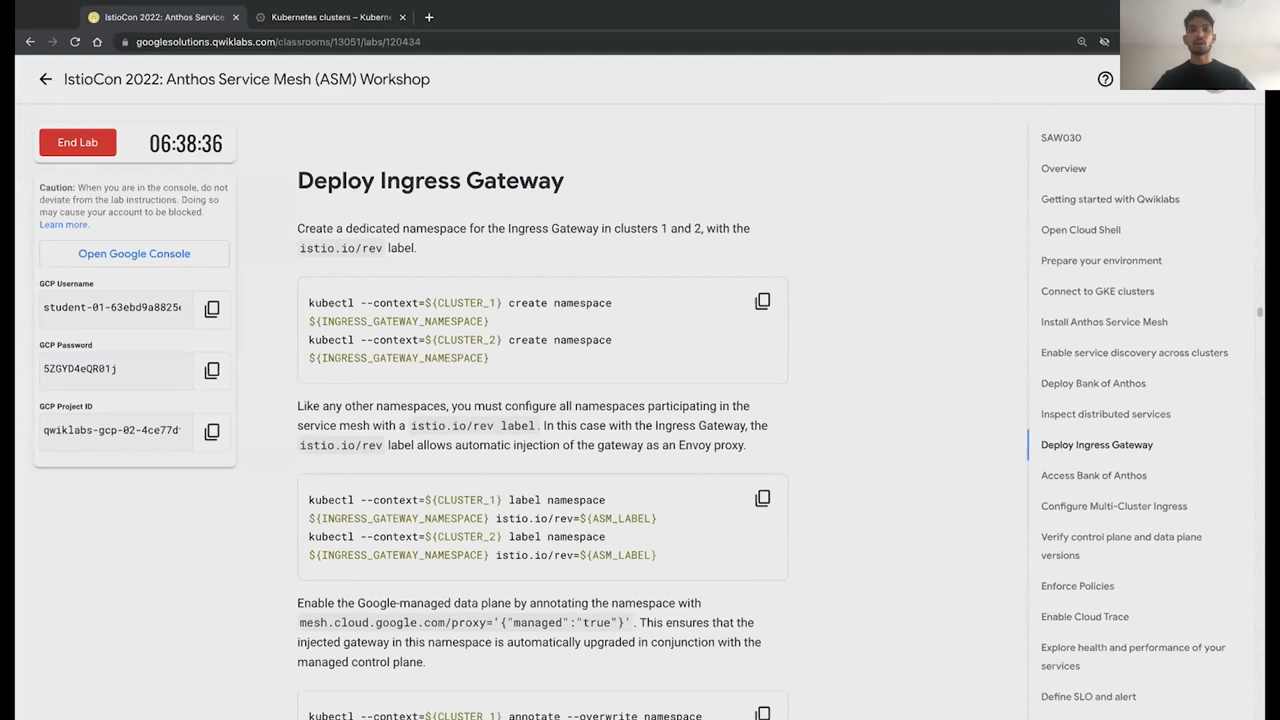 IstioCon 2022: Anthos Service
Kubernetes clusters – Kuberne
googlesolutions.qwiklabs.com/classrooms/13051/labs/120434
IstioCon 2022: Anthos Service Mesh (ASM) Workshop
End Lab
06:38:36
Caution: When you are in the console, do not
deviate from the lab instructions. Doing so
may cause your account to be blocked.
Learn more.
Open Google Console
GCP Username
student-01-63ebd9a8825
GCP Password
5ZGYD4eQR01j
GCP Project ID
qwiklabs-gcp-02-4ce77d
Deploy Ingress Gateway
Create a dedicated namespace for the Ingress Gateway in clusters 1 and 2, with the
istio.io/rev label.
kubectl --context=${CLUSTER_1} create namespace
${INGRESS_GATEWAY_NAMESPACE}
kubectl --context=${CLUSTER_2} create namespace
${INGRESS_GATEWAY_NAMESPACE}
Like any other namespaces, you must configure all namespaces participating in the
service mesh with a istio.io/rev label. In this case with the Ingress Gateway, the
istio.io/rev label allows automatic injection of the gateway as an Envoy proxy.
kubectl --context=${CLUSTER_1} label namespace
${INGRESS_GATEWAY_NAMESPACE} istio.io/rev=${ASM_LABEL}
kubectl --context=${CLUSTER_2} label namespace
${INGRESS_GATEWAY_NAMESPACE} istio.io/rev=${ASM_LABEL}
Enable the Google-managed data plane by annotating the namespace with
mesh.cloud.google.com/proxy='{"managed":"true"}'. This ensures that the
injected gateway in this namespace is automatically upgraded in conjunction with the
managed control plane.
kubectl --context=${CLUSTER_1} annotate --overwrite namespace
SAW030
Overview
Getting started with Qwiklabs
Open Cloud Shell
Prepare your environment
Connect to GKE clusters
Install Anthos Service Mesh
Enable service discovery across clusters
Deploy Bank of Anthos
Inspect distributed services
Deploy Ingress Gateway
Access Bank of Anthos
Configure Multi-Cluster Ingress
Verify control plane and data plane
versions
Enforce Policies
Enable Cloud Trace
Explore health and performance of your
services
Define SLO and alert